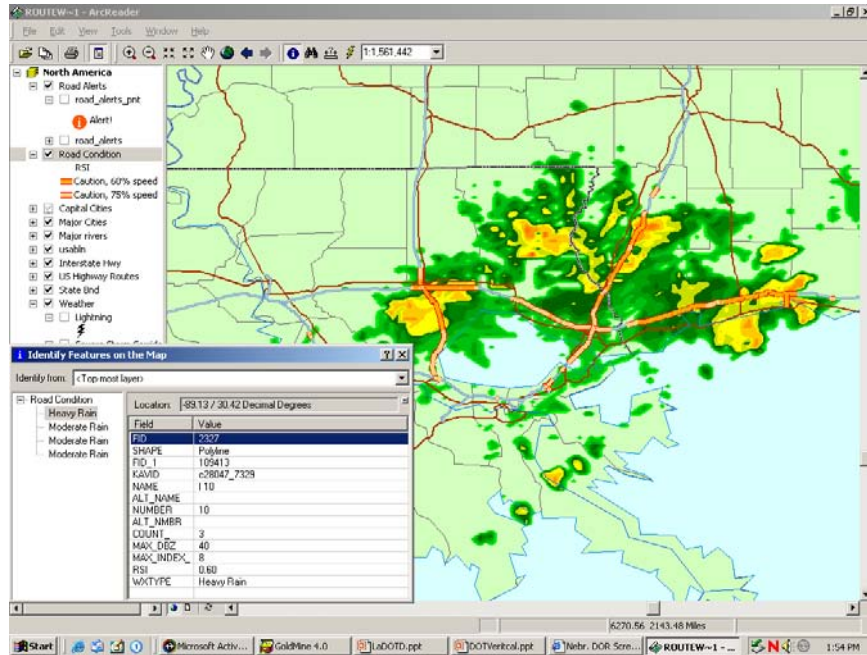 ROUTEW~1 - ArcReader
File Edit View Tools Window Help
1:1,561,442
North America
Road Alerts
road_alerts_pnt
Alert!
road_alerts
Road Condition
RSI
Caution, 60% speed
Caution, 75% speed
Capital Cities
Major Cities
Major rivers
usabln
Interstate Hwy
US Highway Routes
State Bnd
Weather
Lightning
Identify Features on the Map
Identify from: <Top-most layer>
Road Condition
Heavy Rain
Moderate Rain
Moderate Rain
Moderate Rain
Location: -89.13 / 30.42 Decimal Degrees
Field Value
FID 2327
SHAPE Polyline
FID_1 109413
KAVID c28047_7329
NAME I 10
ALT_NAME
NUMBER 10
ALT_NMBR
COUNT_ 3
MAX_DBZ 40
MAX_INDEX_ 8
RSI 0.60
WXTYPE Heavy Rain
6270.56 2143.48 Miles
Start Microsoft Activ... GoldMine 4.0 LaDOTD.ppt DOTVeritcal.ppt Nebr. DOR Scre... ROUTEW~1 - ... 1:54 PM